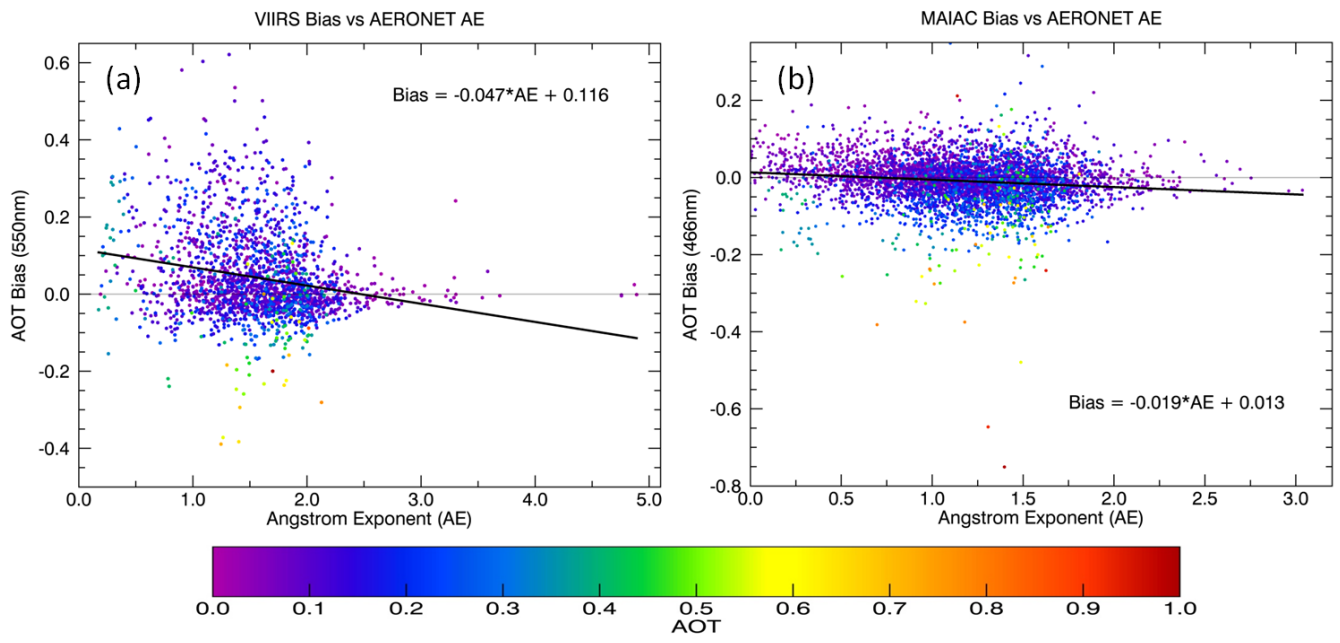 VIIRS Bias vs AERONET AE
(a)
Bias = -0.047*AE + 0.116
AOT Bias (550nm)
0.6
0.4
0.2
0.0
-0.2
-0.4
0.0 1.0 2.0 3.0 4.0 5.0
Angstrom Exponent (AE)
MAIAC Bias vs AERONET AE
(b)
AOT Bias (466nm)
0.2
0.0
-0.2
-0.4
-0.6
-0.8
Bias = -0.019*AE + 0.013
0.0 0.5 1.0 1.5 2.0 2.5 3.0
Angstrom Exponent (AE)
0.0 0.1 0.2 0.3 0.4 0.5 0.6 0.7 0.8 0.9 1.0
AOT